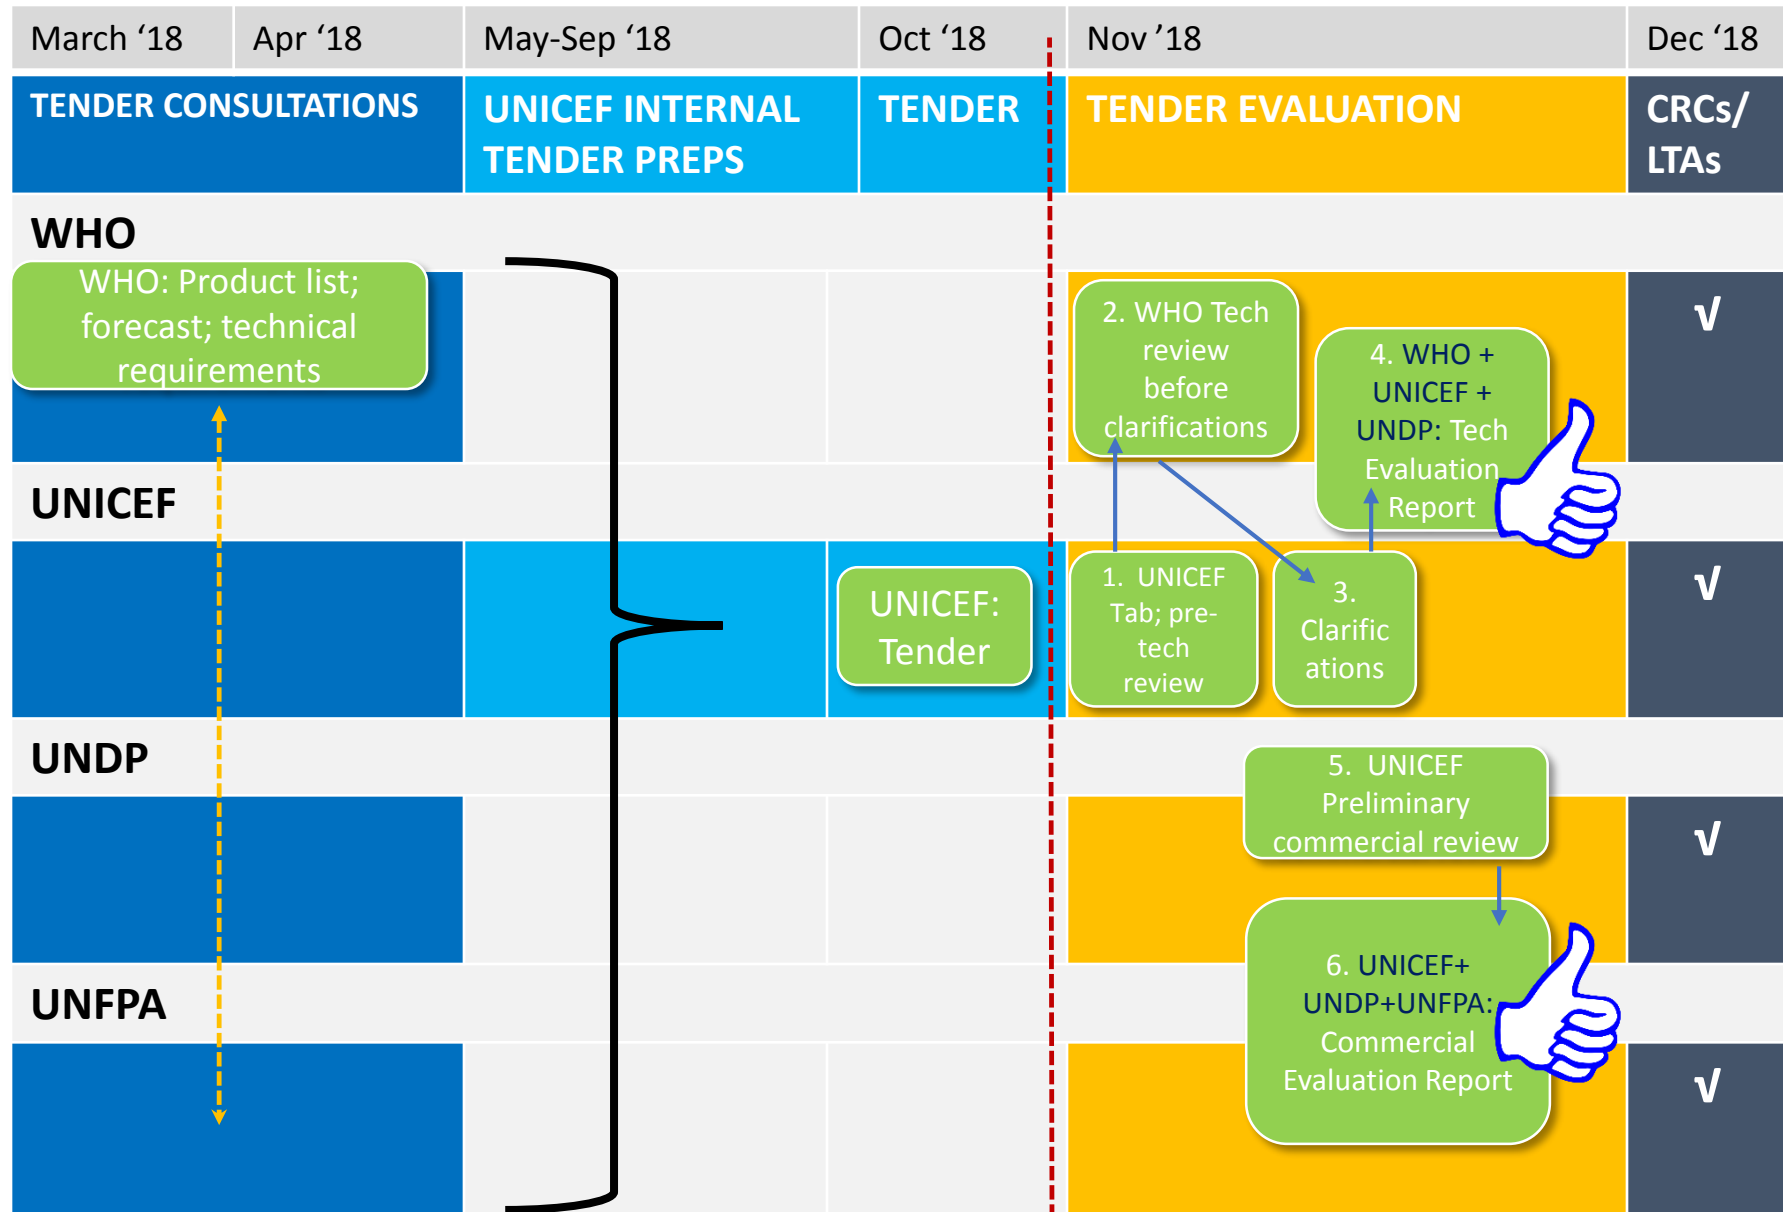 March ‘18
Apr ‘18
May-Sep ‘18
Oct ‘18
Nov ’18
Dec ‘18
TENDER CONSULTATIONS
UNICEF INTERNAL
TENDER PREPS
TENDER
TENDER EVALUATION
CRCs/
LTAs
WHO
WHO: Product list;
forecast; technical
requirements
2. WHO Tech
review
before
clarifications
4. WHO +
UNICEF +
UNDP: Tech
Evaluation
Report
√
UNICEF
UNICEF:
Tender
1. UNICEF
Tab; pre-
tech
review
3.
Clarific
ations
√
UNDP
5. UNICEF
Preliminary
commercial review
√
UNFPA
6. UNICEF+
UNDP+UNFPA:
Commercial
Evaluation Report
√